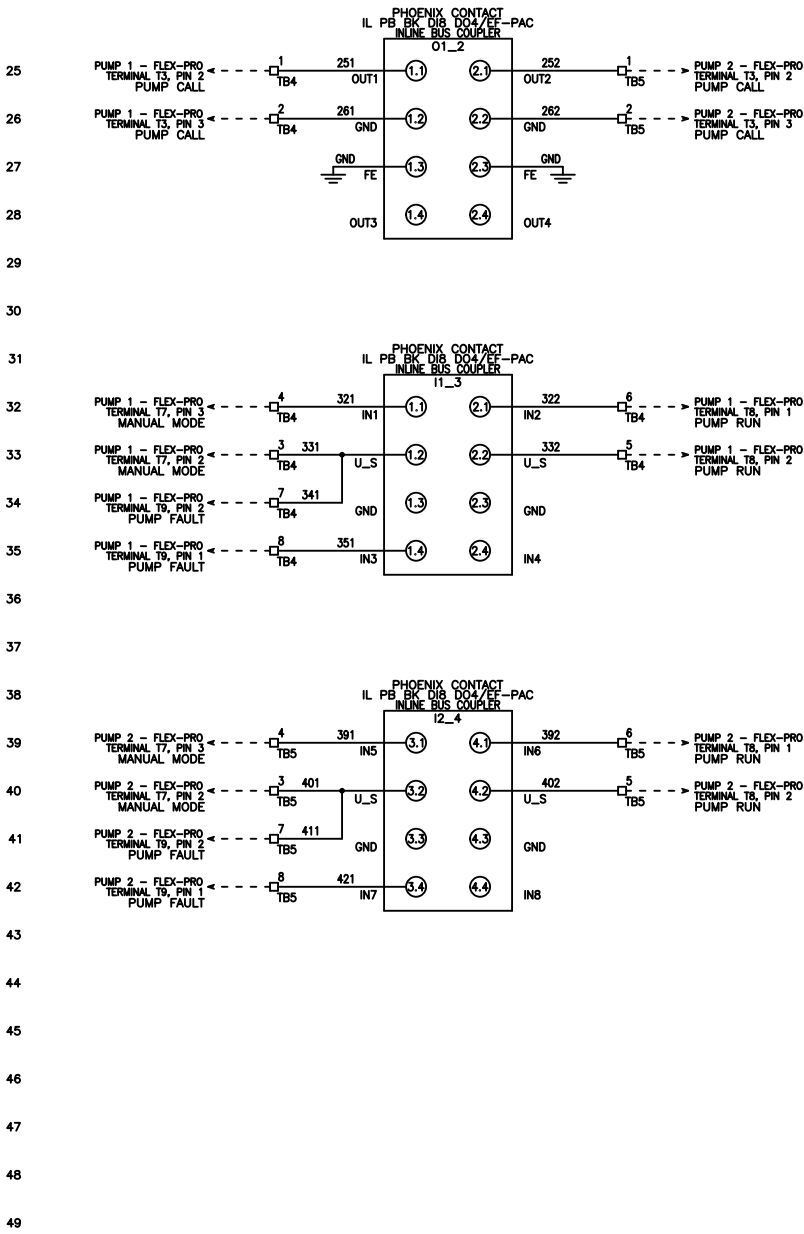 PHOENIX CONTACT
IL PB BK DI8 DO4/EF-PAC
INLINE BUS COUPLER
O1_2
25
PUMP 1 - FLEX-PRO
TERMINAL T3, PIN 2
PUMP CALL
1
TB4
251
OUT1
1.1
2.1
252
OUT2
1
TB5
PUMP 2 - FLEX-PRO
TERMINAL T3, PIN 2
PUMP CALL
26
PUMP 1 - FLEX-PRO
TERMINAL T3, PIN 3
PUMP CALL
2
TB4
261
GND
1.2
2.2
262
GND
2
TB5
PUMP 2 - FLEX-PRO
TERMINAL T3, PIN 3
PUMP CALL
27
GND
FE
1.3
2.3
GND
FE
28
OUT3
1.4
2.4
OUT4
29
30
31
PHOENIX CONTACT
IL PB BK DI8 DO4/EF-PAC
INLINE BUS COUPLER
I1_3
32
PUMP 1 - FLEX-PRO
TERMINAL T7, PIN 3
MANUAL MODE
4
TB4
321
IN1
1.1
2.1
322
IN2
6
TB4
PUMP 1 - FLEX-PRO
TERMINAL T8, PIN 1
PUMP RUN
33
PUMP 1 - FLEX-PRO
TERMINAL T7, PIN 2
MANUAL MODE
3
TB4
331
U_S
1.2
2.2
332
U_S
5
TB4
PUMP 1 - FLEX-PRO
TERMINAL T8, PIN 2
PUMP RUN
34
PUMP 1 - FLEX-PRO
TERMINAL T9, PIN 2
PUMP FAULT
7
TB4
341
GND
1.3
2.3
GND
35
PUMP 1 - FLEX-PRO
TERMINAL T9, PIN 1
PUMP FAULT
8
TB4
351
IN3
1.4
2.4
IN4
36
37
38
PHOENIX CONTACT
IL PB BK DI8 DO4/EF-PAC
INLINE BUS COUPLER
I2_4
39
PUMP 2 - FLEX-PRO
TERMINAL T7, PIN 3
MANUAL MODE
4
TB5
391
IN5
3.1
4.1
392
IN6
6
TB5
PUMP 2 - FLEX-PRO
TERMINAL T8, PIN 1
PUMP RUN
40
PUMP 2 - FLEX-PRO
TERMINAL T7, PIN 2
MANUAL MODE
3
TB5
401
U_S
3.2
4.2
402
U_S
5
TB5
PUMP 2 - FLEX-PRO
TERMINAL T8, PIN 2
PUMP RUN
41
PUMP 2 - FLEX-PRO
TERMINAL T9, PIN 2
PUMP FAULT
7
TB5
411
GND
3.3
4.3
GND
42
PUMP 2 - FLEX-PRO
TERMINAL T9, PIN 1
PUMP FAULT
8
TB5
421
IN7
3.4
4.4
IN8
43
44
45
46
47
48
49